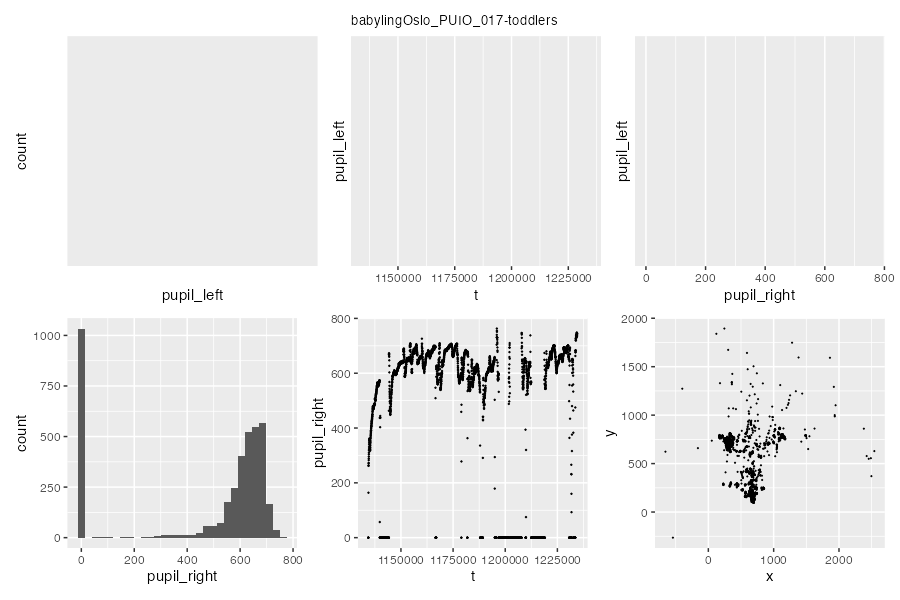 babylingOslo_PUIO_017-toddlers
count
pupil_left
pupil_left
1150000 1175000 1200000 1225000
t
pupil_left
0 200 400 600 800
pupil_right
count
1000
750
500
250
0
0 200 400 600 800
pupil_right
pupil_right
800
600
400
200
0
1150000 1175000 1200000 1225000
t
y
2000
1500
1000
500
0
0 1000 2000
x